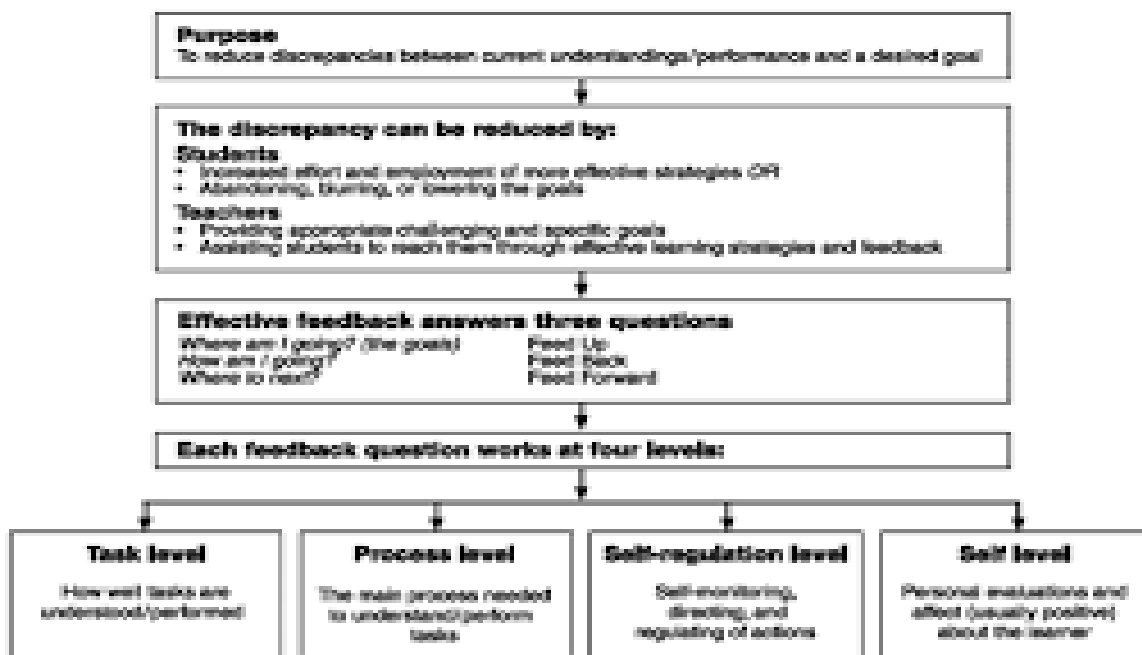 Purpose
To reduce discrepancies between current understandings/performance and a desired goal
The discrepancy can be reduced by:
Students
• Increased effort and employment of more effective strategies OR
• Abandoning, blurring, or lowering the goals
Teachers
• Providing appropriate challenging and specific goals
• Assisting students to reach them through effective learning strategies and feedback
Effective feedback answers three questions
Where am I going? (the goals) Feed Up
How am I going? Feed Back
Where to next? Feed Forward
Each feedback question works at four levels:
Task level
How well tasks are
understood/performed
Process level
The main process needed
to understand/perform
tasks
Self-regulation level
Self-monitoring,
directing, and
regulating of actions
Self level
Personal evaluations and
affect (usually positive)
about the learner